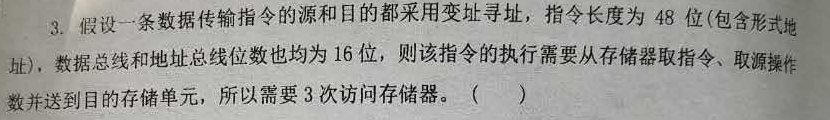 3. 假设一条数据传输指令的源和目的都采用变址寻址，指令长度为 48 位(包含形式地
址)，数据总线和地址总线位数也均为 16 位，则该指令的执行需要从存储器取指令、取源操作
数并送到目的存储单元，所以需要 3 次访问存储器。 (　　)